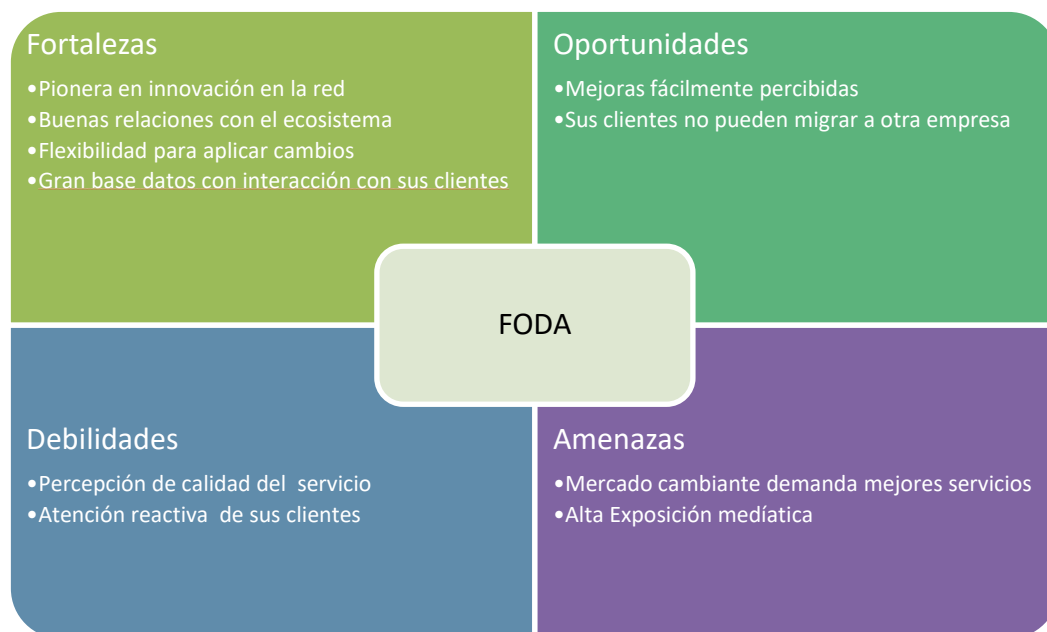 Fortalezas
•Pionera en innovación en la red
•Buenas relaciones con el ecosistema
•Flexibilidad para aplicar cambios
•Gran base datos con interacción con sus clientes
Oportunidades
•Mejoras fácilmente percibidas
•Sus clientes no pueden migrar a otra empresa
FODA
Debilidades
•Percepción de calidad del servicio
•Atención reactiva de sus clientes
Amenazas
•Mercado cambiante demanda mejores servicios
•Alta Exposición medíatica